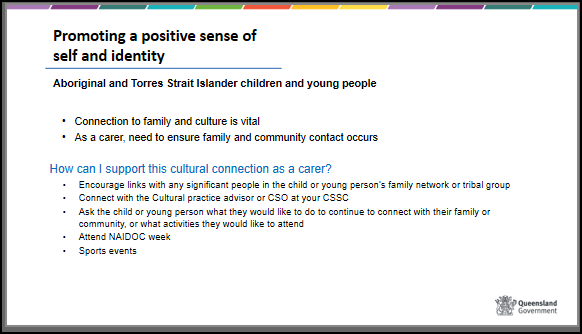 Promoting a positive sense of
self and identity
Aboriginal and Torres Strait Islander children and young people
• Connection to family and culture is vital
• As a carer, need to ensure family and community contact occurs
How can I support this cultural connection as a carer?
• Encourage links with any significant people in the child or young person's family network or tribal group
• Connect with the Cultural practice advisor or CSO at your CSSC
• Ask the child or young person what they would like to do to continue to connect with their family or
community, or what activities they would like to attend
• Attend NAIDOC week
• Sports events
Queensland
Government